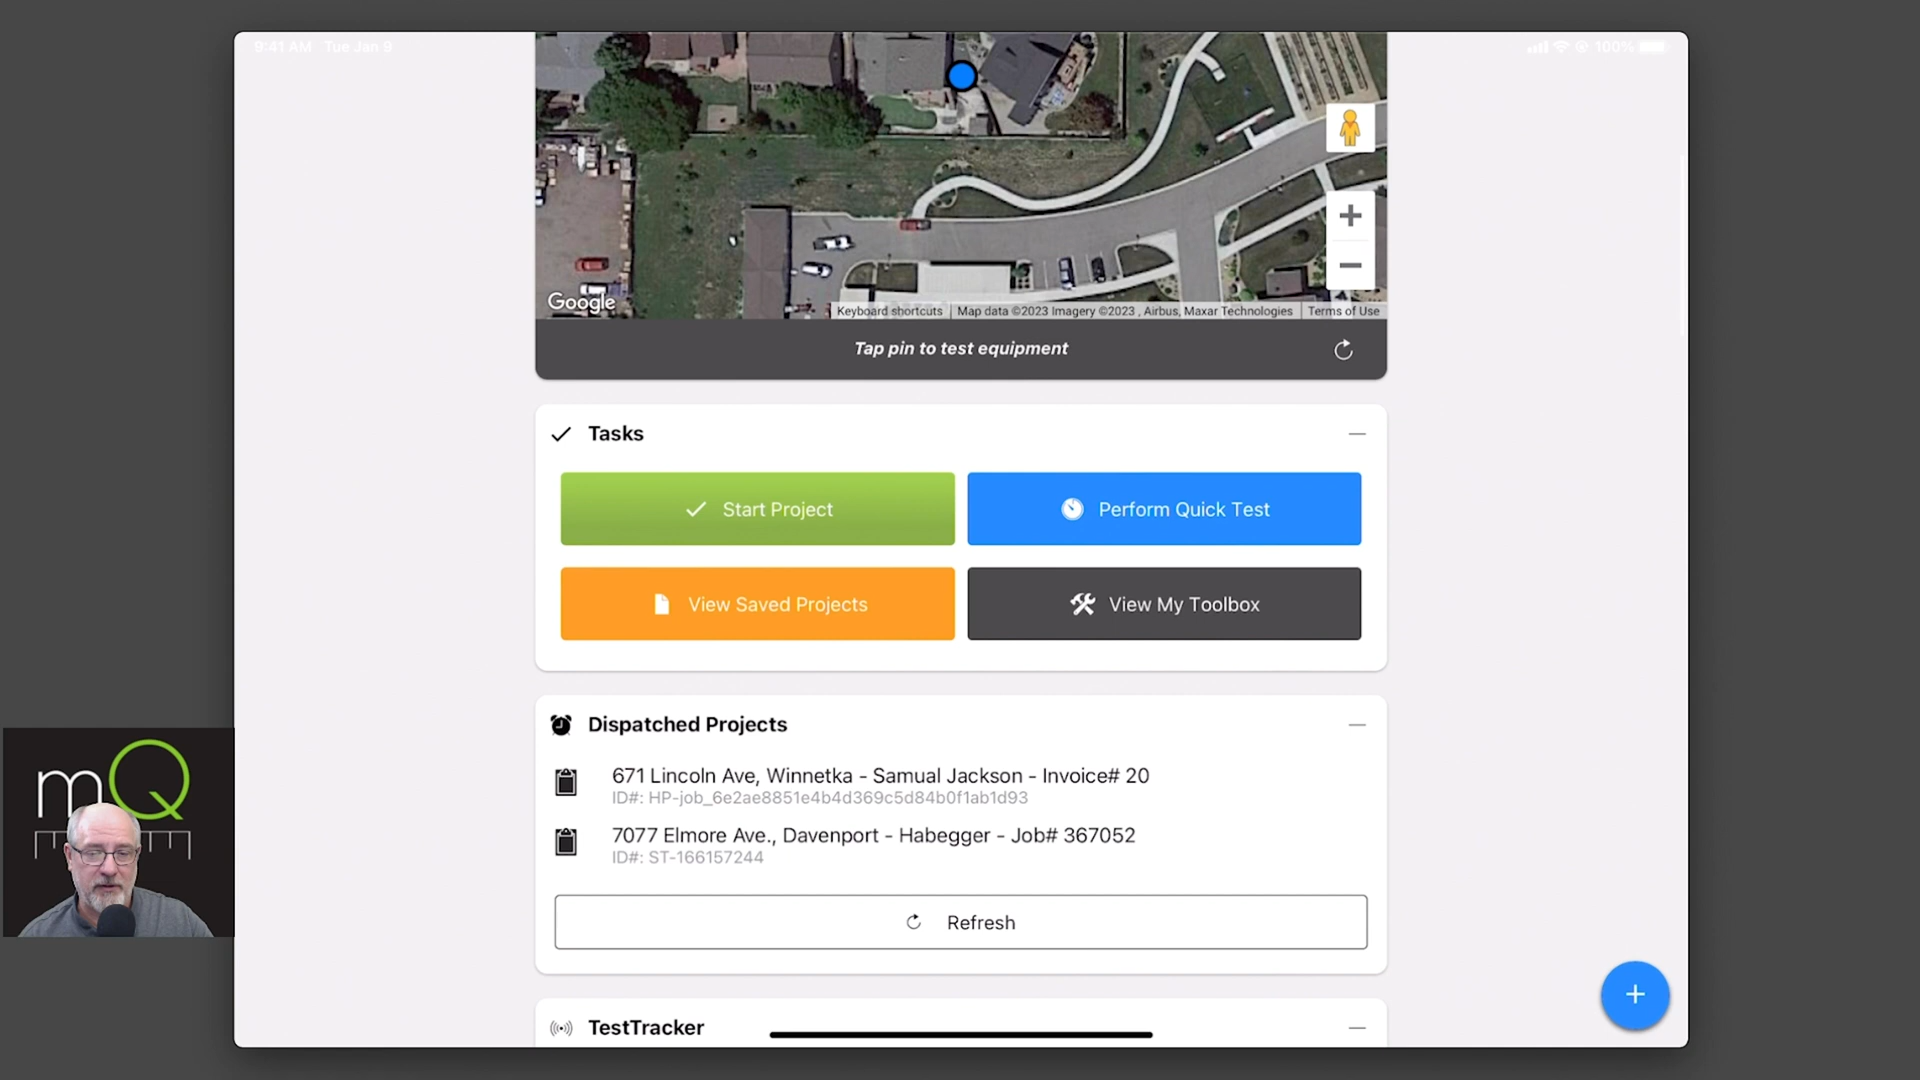 9:41 AM Tue Jan 9
100%
Google
Keyboard shortcuts
Map data ©2023 Imagery ©2023 , Airbus, Maxar Technologies
Terms of Use
Tap pin to test equipment
Tasks
Start Project
Perform Quick Test
View Saved Projects
View My Toolbox
Dispatched Projects
671 Lincoln Ave, Winnetka - Samual Jackson - Invoice# 20
ID#: HP-job_6e2ae8851e4b4d369c5d84b0f1ab1d93
7077 Elmore Ave., Davenport - Habegger - Job# 367052
ID#: ST-166157244
Refresh
TestTracker
mQ